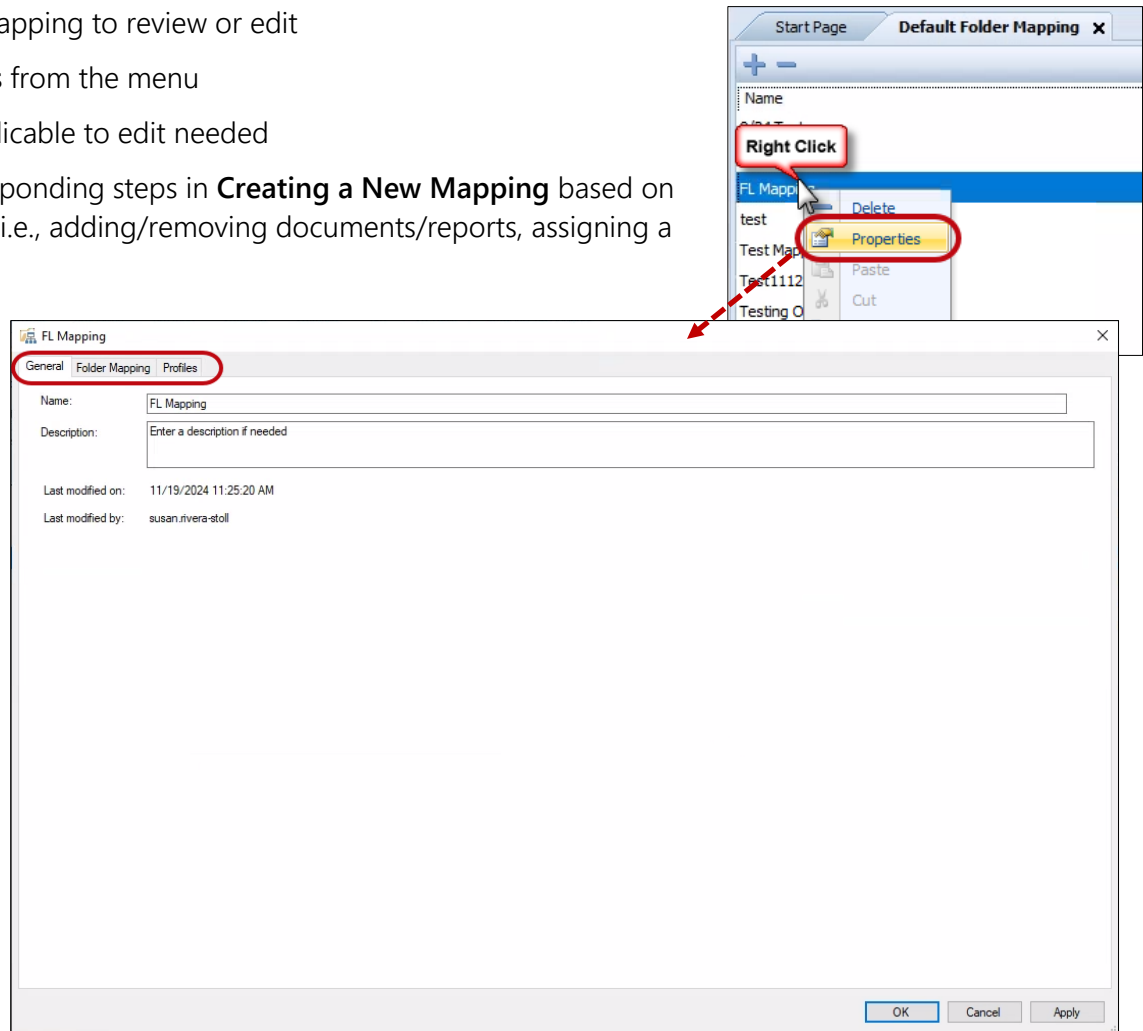 apping to review or edit
s from the menu
licable to edit needed
ponding steps in Creating a New Mapping based on
i.e., adding/removing documents/reports, assigning a
Start Page Default Folder Mapping
Name
Right Click
FL Mapping
Delete
test
Properties
Test Map
Paste
Test1112
Cut
Testing O
FL Mapping
General Folder Mapping Profiles
Name: FL Mapping
Description: Enter a description if needed
Last modified on: 11/19/2024 11:25:20 AM
Last modified by: susan.rivera-stoll
OK Cancel Apply